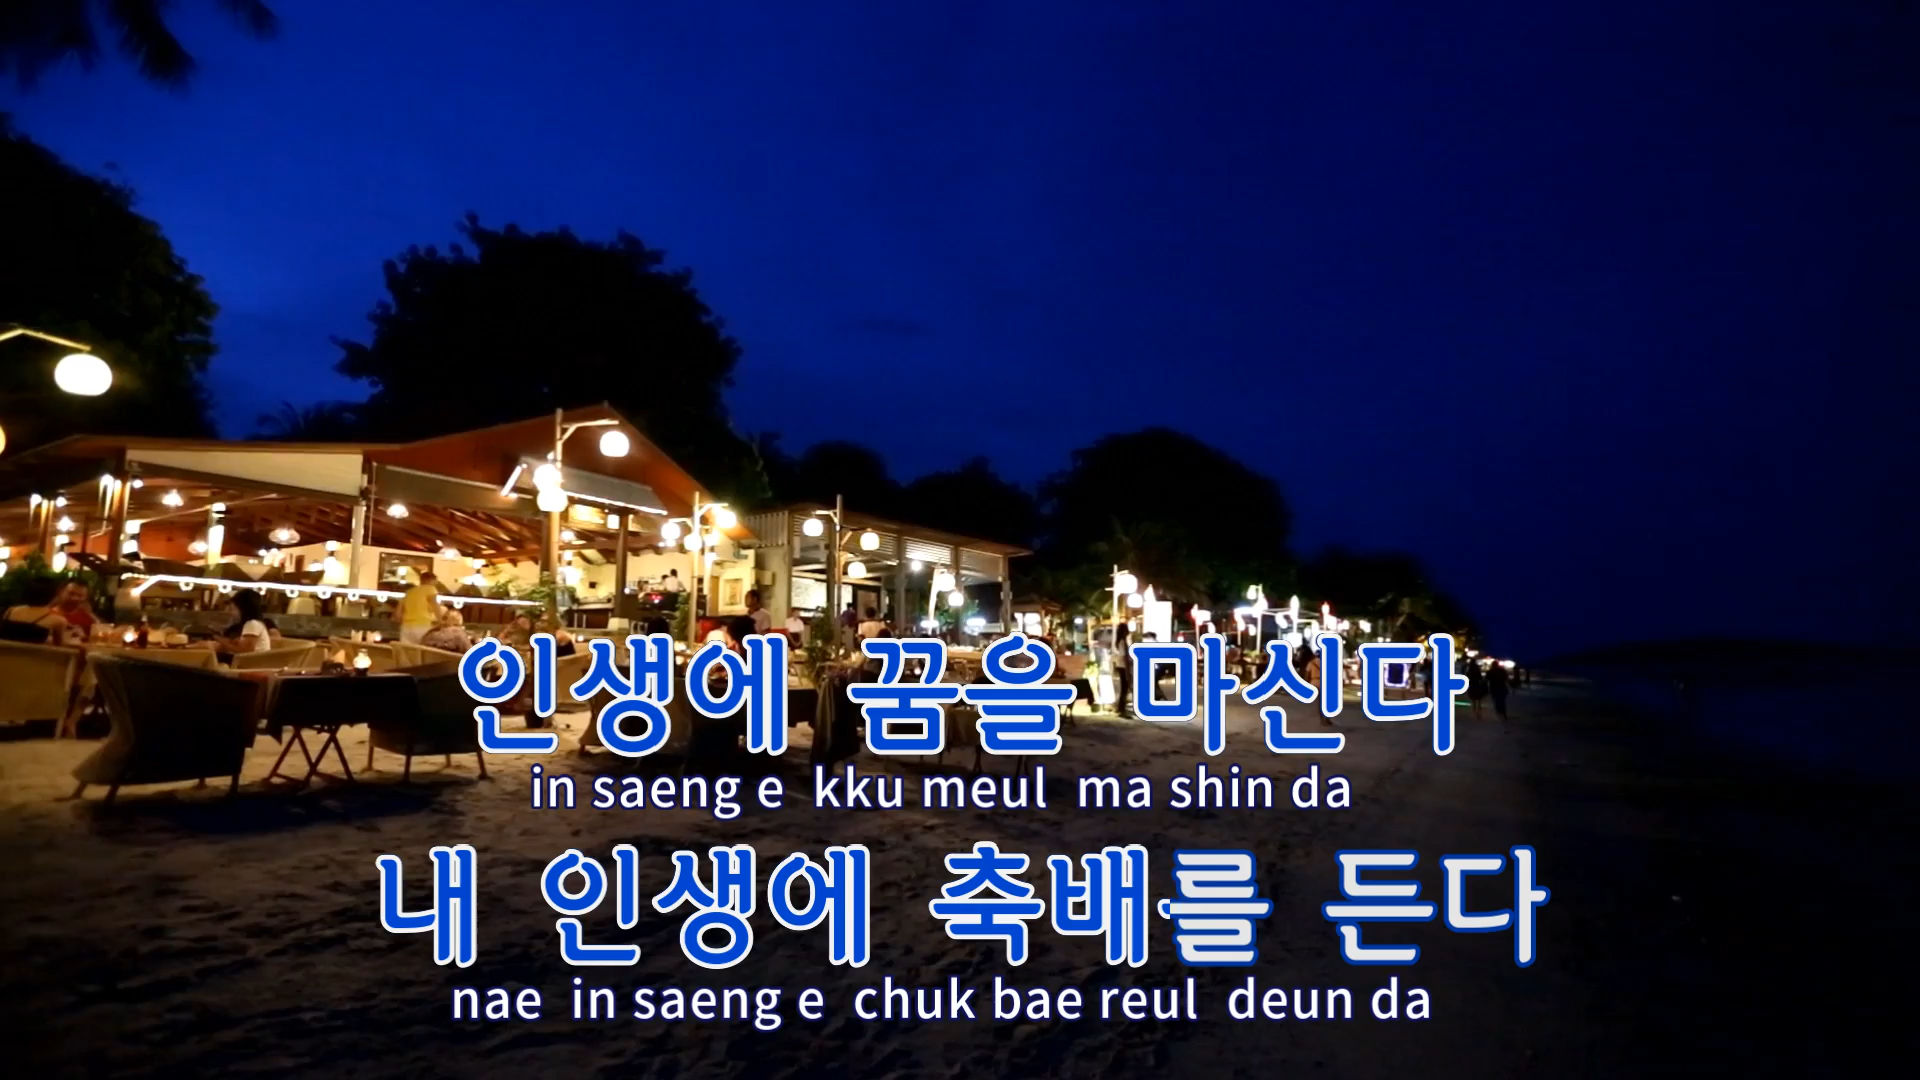 인생에 꿈을 마신다
in saeng e kku meul ma shin da
내 인생에 축배를 든다
nae in saeng e chuk bae reul deun da